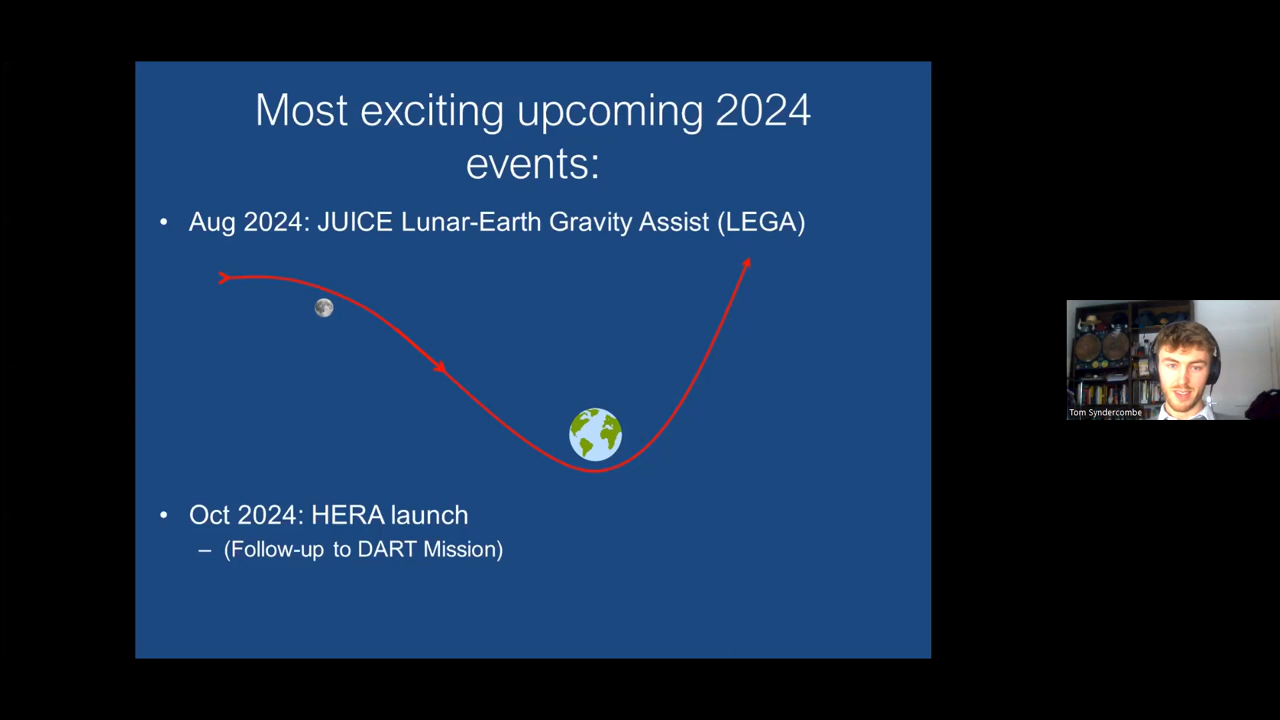 Most exciting upcoming 2024
events:
• Aug 2024: JUICE Lunar-Earth Gravity Assist (LEGA)
• Oct 2024: HERA launch
– (Follow-up to DART Mission)
Tom Syndercombe